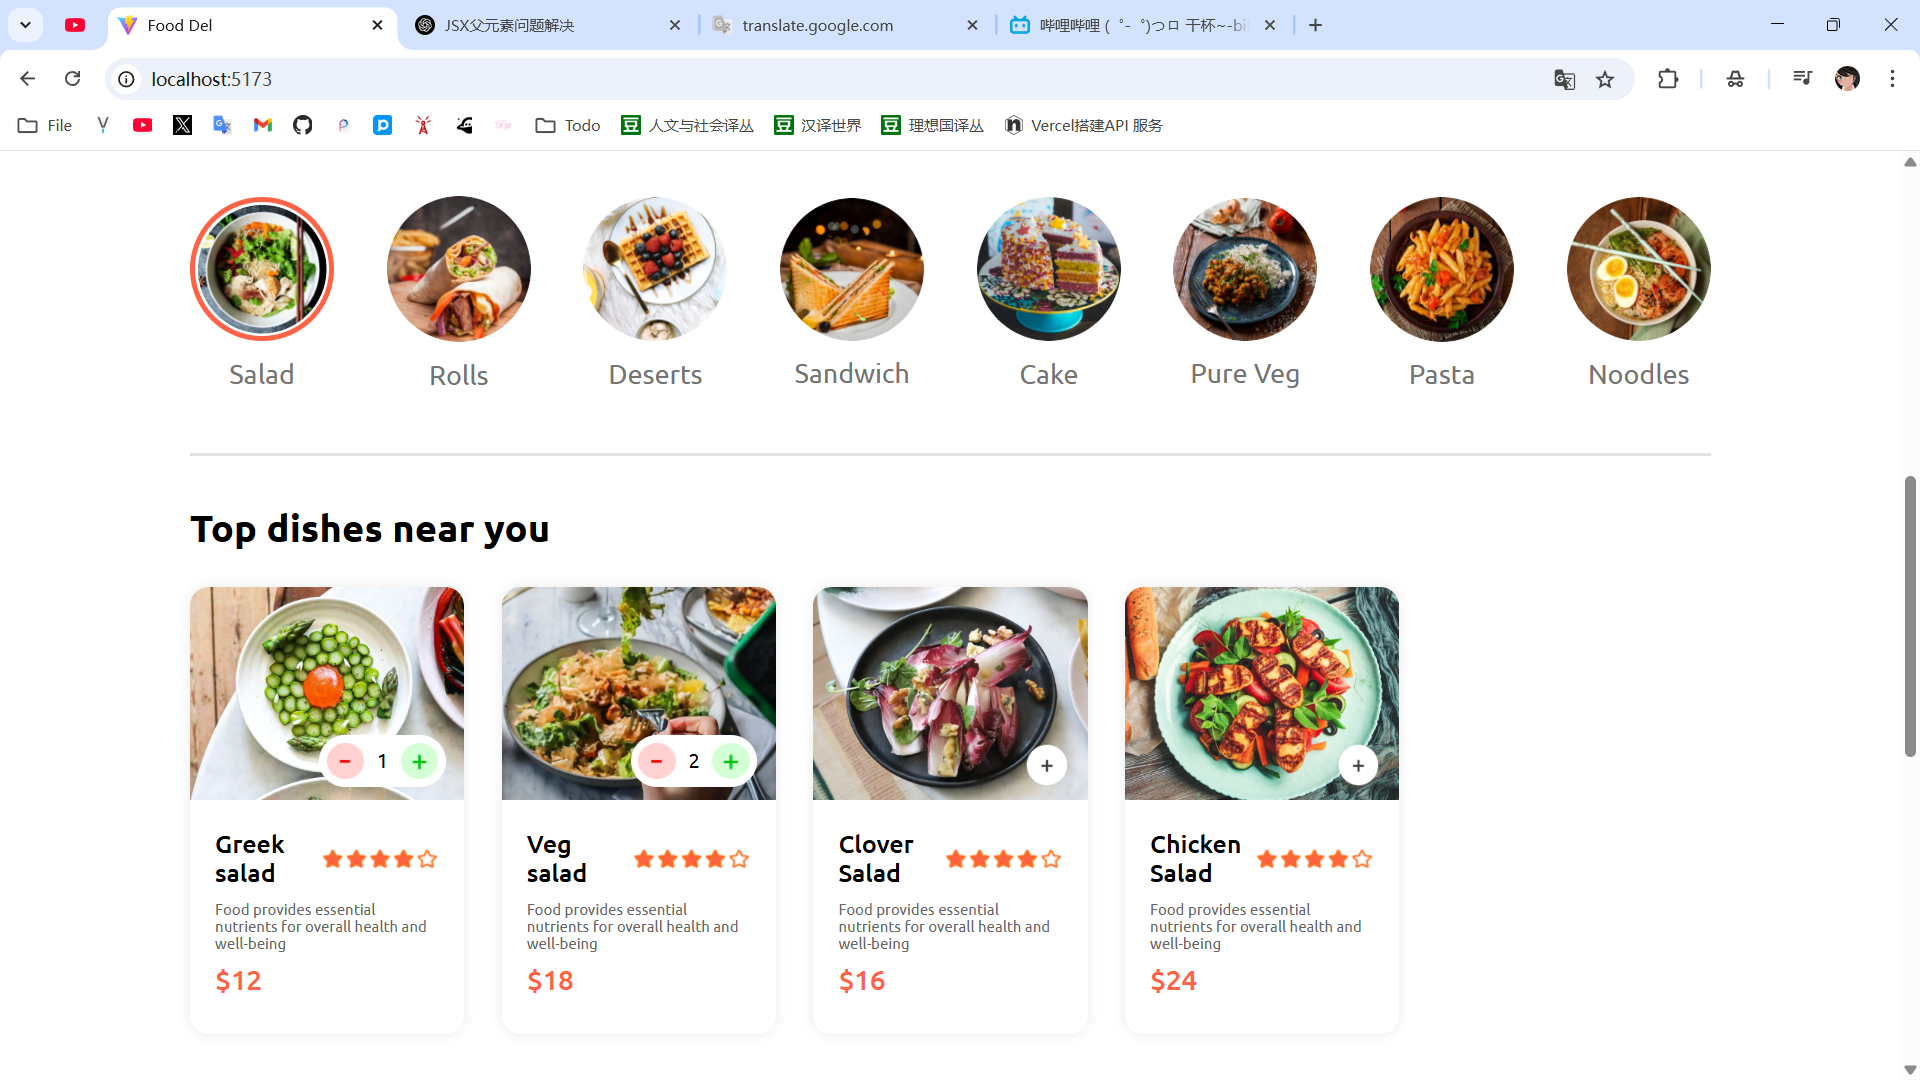 Food Del
JSX父元素问题解决
translate.google.com
哔哩哔哩 (゜-゜)つロ 干杯~-bil
localhost:5173
File
Todo
人文与社会译丛
汉译世界
理想国译丛
Vercel搭建API 服务
Salad
Rolls
Deserts
Sandwich
Cake
Pure Veg
Pasta
Noodles
Top dishes near you
1
2
Greek
salad
Food provides essential
nutrients for overall health and
well-being
$12
Veg
salad
Food provides essential
nutrients for overall health and
well-being
$18
Clover
Salad
Food provides essential
nutrients for overall health and
well-being
$16
Chicken
Salad
Food provides essential
nutrients for overall health and
well-being
$24